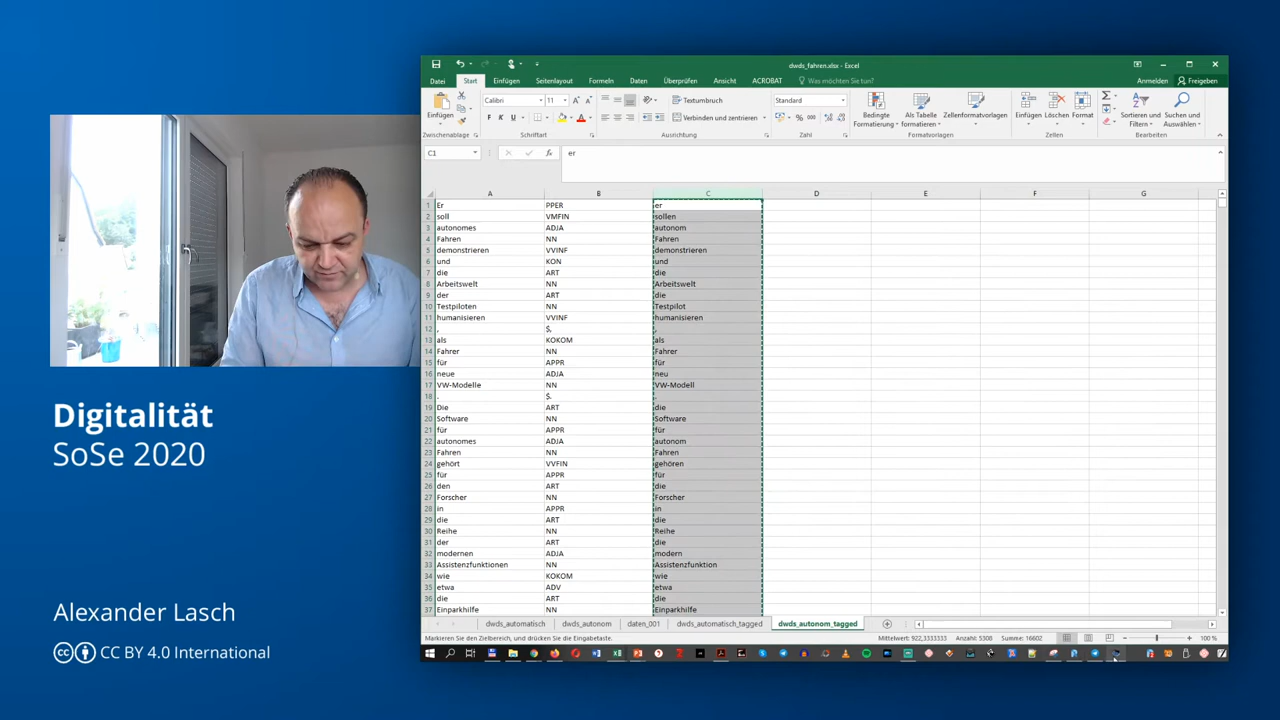 dwds_fahren.xlsx - Excel
Datei Start Einfügen Seitenlayout Formeln Daten Überprüfen Ansicht ACROBAT Was möchten Sie tun? Anmelden Freigeben
Calibri 11 Textumbruch Standard
Einfügen F K U Verbinden und zentrieren % 000 Bedingte Formatierung Als Tabelle formatieren Zellenformatvorlagen Einfügen Löschen Format Sortieren und Filtern Suchen und Auswählen
Zwischenablage Schriftart Ausrichtung Zahl Formatvorlagen Zellen Bearbeiten
C1 fx er
A B C D E F G
1 Er PPER er
2 soll VMFIN sollen
3 autonomes ADJA autonom
4 Fahren NN Fahren
5 demonstrieren VVINF demonstrieren
6 und KON und
7 die ART die
8 Arbeitswelt NN Arbeitswelt
9 der ART die
10 Testpiloten NN Testpilot
11 humanisieren VVINF humanisieren
12 , $, ,
13 als KOKOM als
14 Fahrer NN Fahrer
15 für APPR für
16 neue ADJA neu
17 VW-Modelle NN VW-Modell
18 . $. .
19 Die ART die
20 Software NN Software
21 für APPR für
22 autonomes ADJA autonom
23 Fahren NN Fahren
24 gehört VVFIN gehören
25 für APPR für
26 den ART die
27 Forscher NN Forscher
28 in APPR in
29 die ART die
30 Reihe NN Reihe
31 der ART die
32 modernen ADJA modern
33 Assistenzfunktionen NN Assistenzfunktion
34 wie KOKOM wie
35 etwa ADV etwa
36 die ART die
37 Einparkhilfe NN Einparkhilfe
dwds_automatisch dwds_autonom daten_001 dwds_automatisch_tagged dwds_autonom_tagged
Markieren Sie den Zielbereich, und drücken Sie die Eingabetaste. Mittelwert: 922,3333333 Anzahl: 5308 Summe: 16602 100 %
Digitalität
SoSe 2020
Alexander Lasch
CC BY 4.0 International